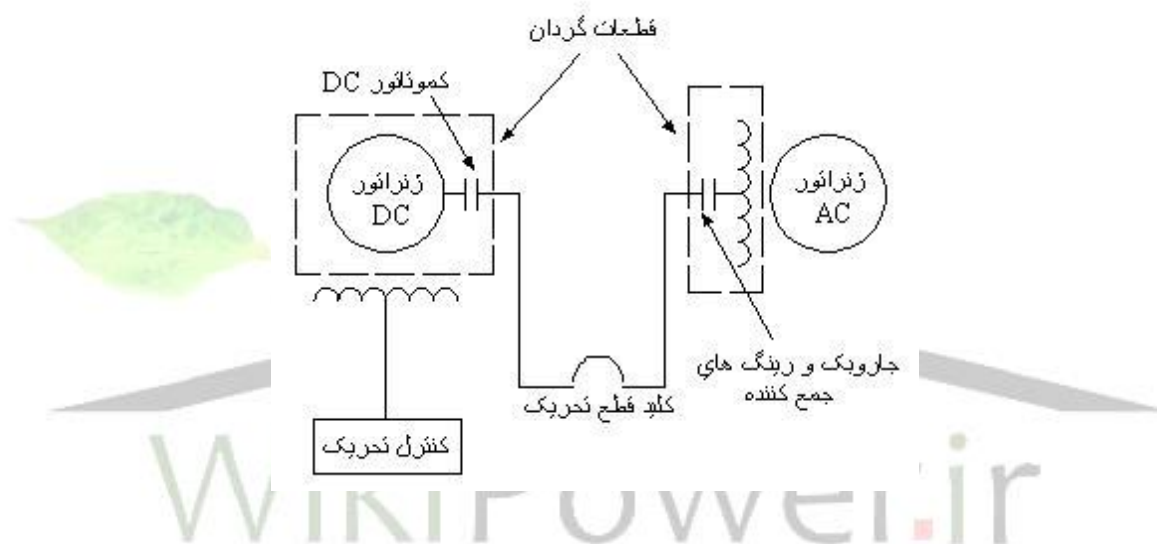 قطعات گردان
کموتاتور DC
ژنراتور
DC
ژنراتور
AC
جاروبک و رینگ هاي
جمع کننده
کلید قطع تحریک
کنترل تحریک
WikiPower.ir